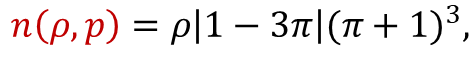 n(ρ,p) = ρ|1 − 3π|(π + 1)³,